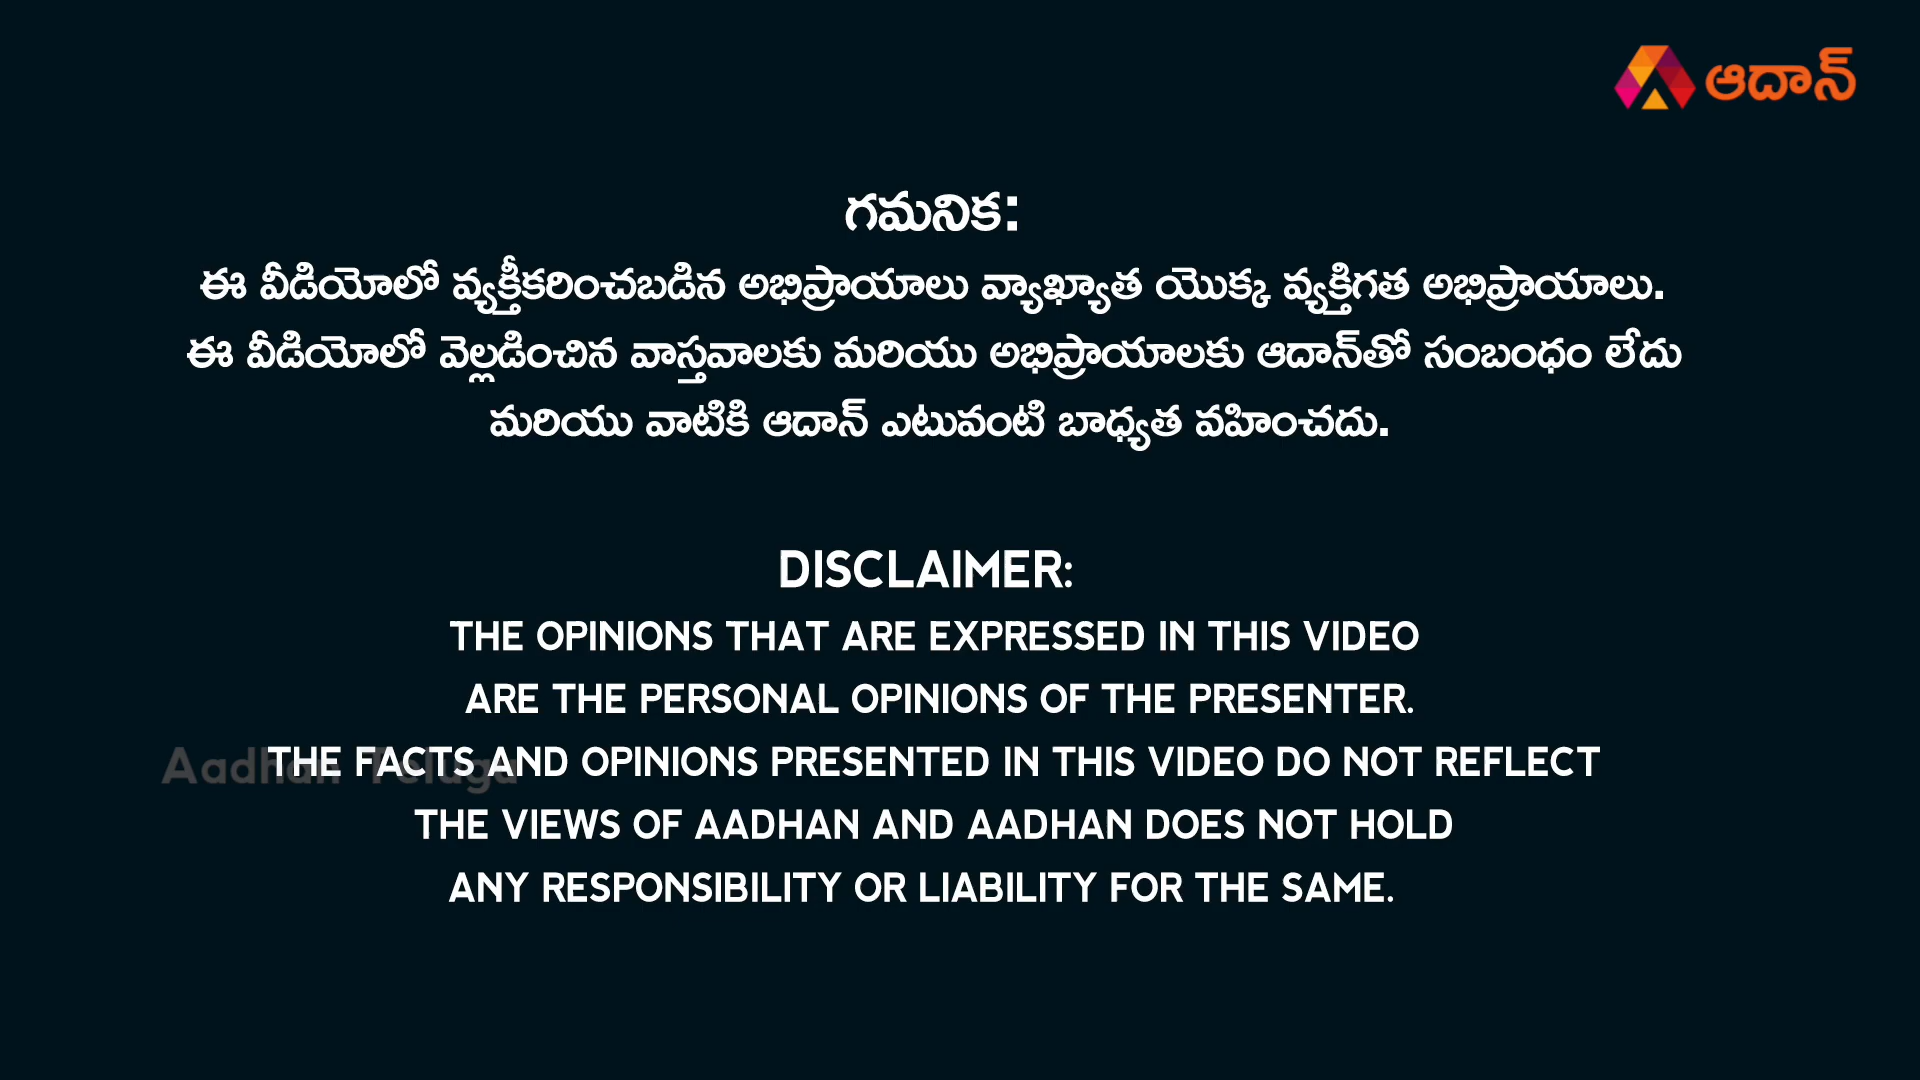 ఆదాన్
గమనిక:
ఈ వీడియోలో వ్యక్తీకరించబడిన అభిప్రాయాలు వ్యాఖ్యాత యొక్క వ్యక్తిగత అభిప్రాయాలు.
ఈ వీడియోలో వెల్లడించిన వాస్తవాలకు మరియు అభిప్రాయాలకు ఆదాన్‌తో సంబంధం లేదు
మరియు వాటికి ఆదాన్ ఎటువంటి బాధ్యత వహించదు.
DISCLAIMER:
THE OPINIONS THAT ARE EXPRESSED IN THIS VIDEO
ARE THE PERSONAL OPINIONS OF THE PRESENTER.
THE FACTS AND OPINIONS PRESENTED IN THIS VIDEO DO NOT REFLECT
Aadhan Telugu
THE VIEWS OF AADHAN AND AADHAN DOES NOT HOLD
ANY RESPONSIBILITY OR LIABILITY FOR THE SAME.